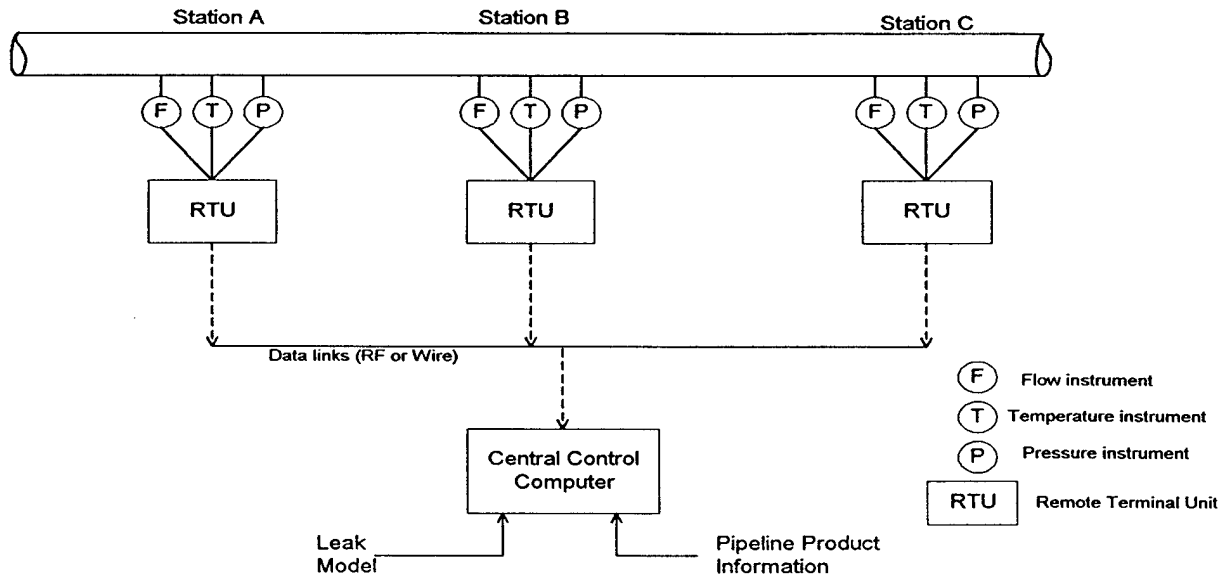 Station A
Station B
Station C
F
T
P
F
T
P
F
T
P
RTU
RTU
RTU
Data links (RF or Wire)
F
Flow instrument
T
Temperature instrument
P
Pressure instrument
RTU
Remote Terminal Unit
Central Control
Computer
Leak
Model
Pipeline Product
Information